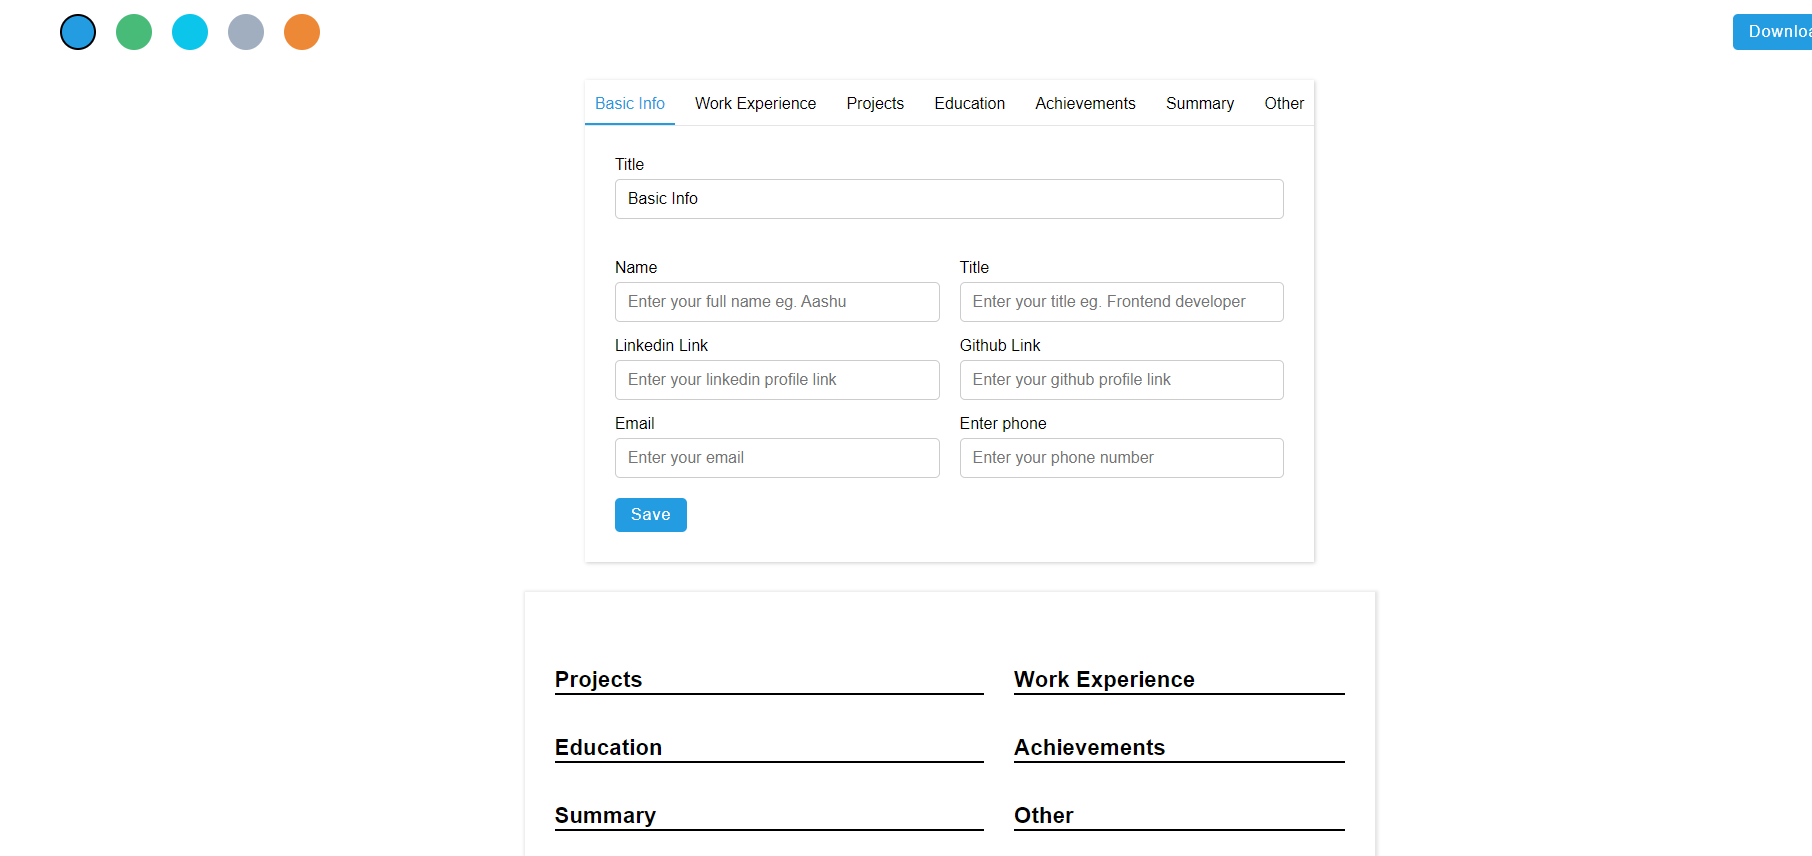 Downloa
Basic Info Work Experience Projects Education Achievements Summary Other
Title
Basic Info
Name Title
Enter your full name eg. Aashu Enter your title eg. Frontend developer
Linkedin Link Github Link
Enter your linkedin profile link Enter your github profile link
Email Enter phone
Enter your email Enter your phone number
Save
Projects Work Experience
Education Achievements
Summary Other